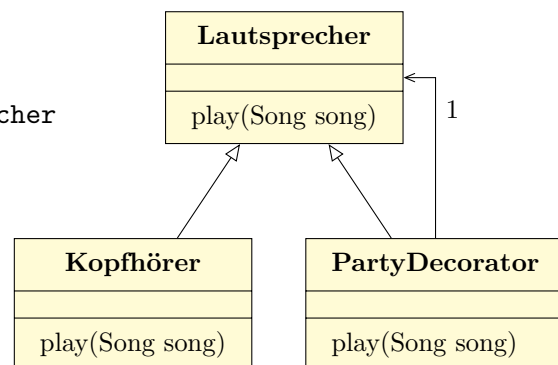 Lautsprecher
cher
play(Song song)
1
Kopfhörer
PartyDecorator
play(Song song)
play(Song song)